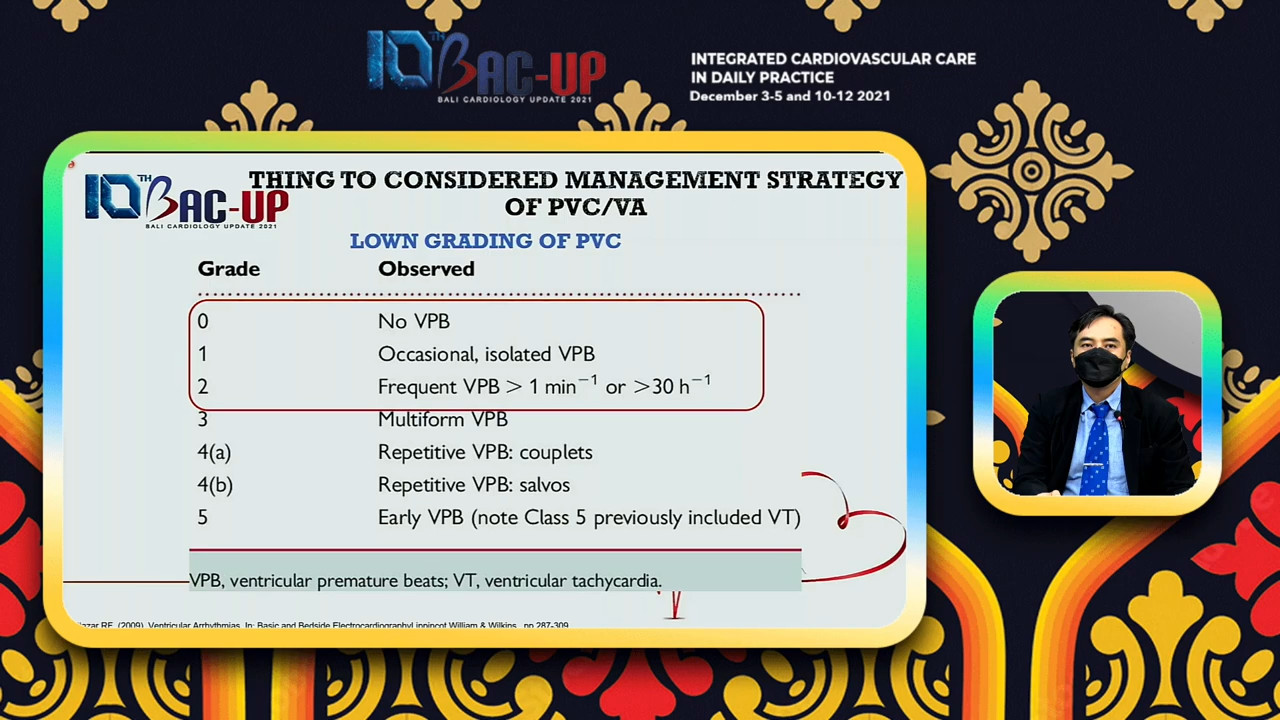 10TH BAC-UP
BALI CARDIOLOGY UPDATE 2021
INTEGRATED CARDIOVASCULAR CARE
IN DAILY PRACTICE
December 3-5 and 10-12 2021
10TH BAC-UP
BALI CARDIOLOGY UPDATE 2021
THING TO CONSIDERED MANAGEMENT STRATEGY
OF PVC/VA
LOWN GRADING OF PVC
Grade Observed
0 No VPB
1 Occasional, isolated VPB
2 Frequent VPB > 1 min⁻¹ or >30 h⁻¹
3 Multiform VPB
4(a) Repetitive VPB: couplets
4(b) Repetitive VPB: salvos
5 Early VPB (note Class 5 previously included VT)
VPB, ventricular premature beats; VT, ventricular tachycardia.
(2009). Ventricular Arrhythmias. In: Basic and Bedside Electrocardiography. Lippincot William & Wilkins. pp 287-309